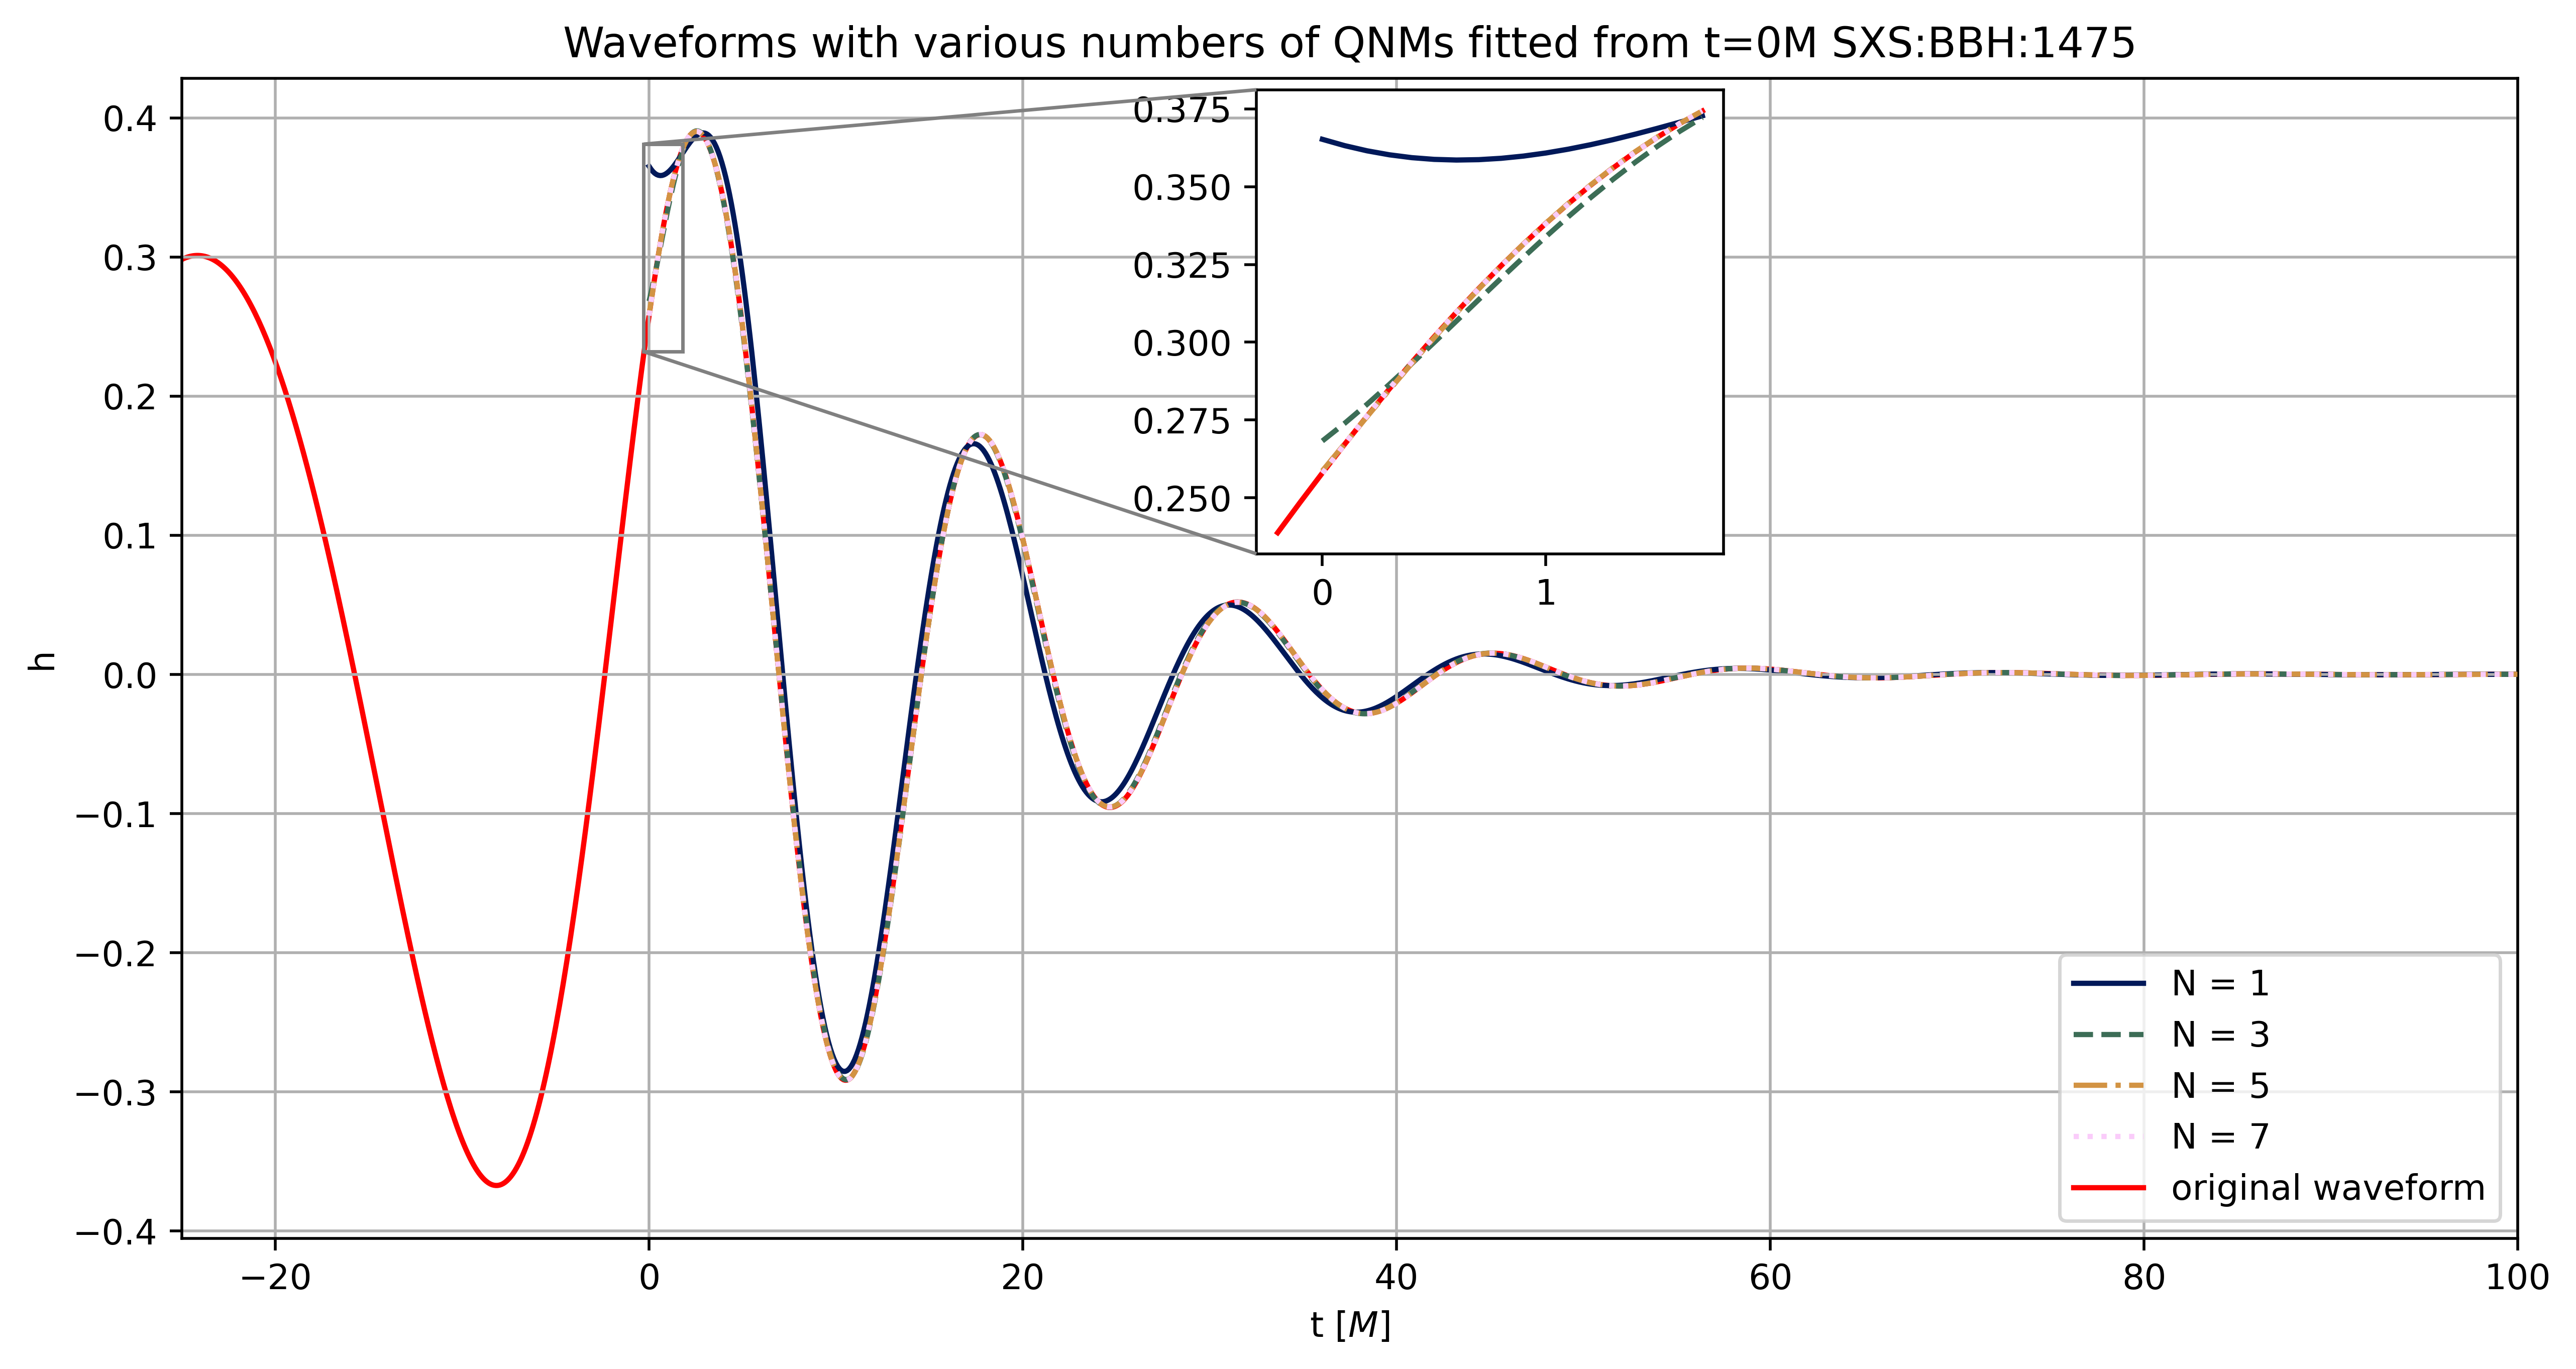 Waveforms with various numbers of QNMs fitted from t=0M SXS:BBH:1475
h
0.4
0.3
0.2
0.1
0.0
−0.1
−0.2
−0.3
−0.4
0.375
0.350
0.325
0.300
0.275
0.250
0 1
N = 1
N = 3
N = 5
N = 7
original waveform
−20 0 20 40 60 80 100
t [M]